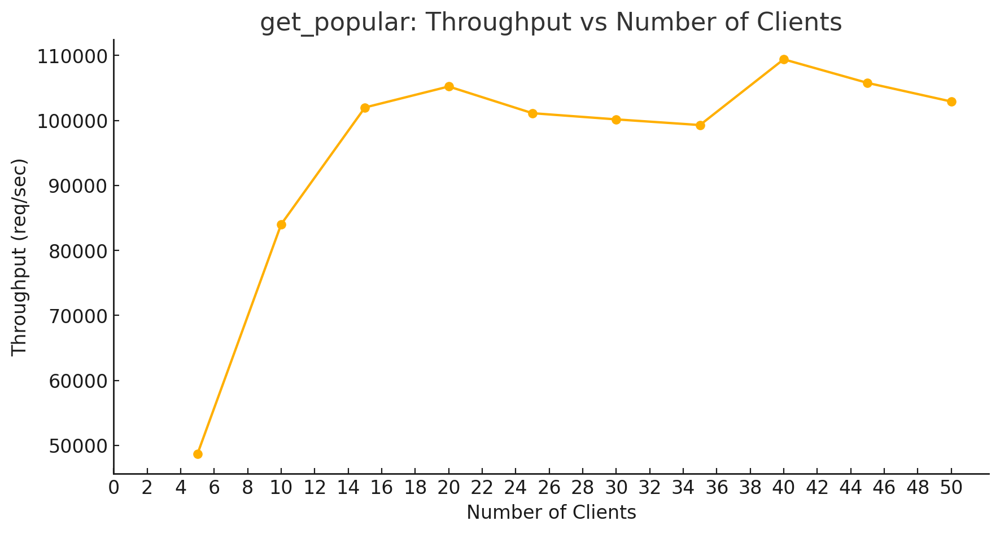 get_popular: Throughput vs Number of Clients
Throughput (req/sec)
110000
100000
90000
80000
70000
60000
50000
0 2 4 6 8 10 12 14 16 18 20 22 24 26 28 30 32 34 36 38 40 42 44 46 48 50
Number of Clients